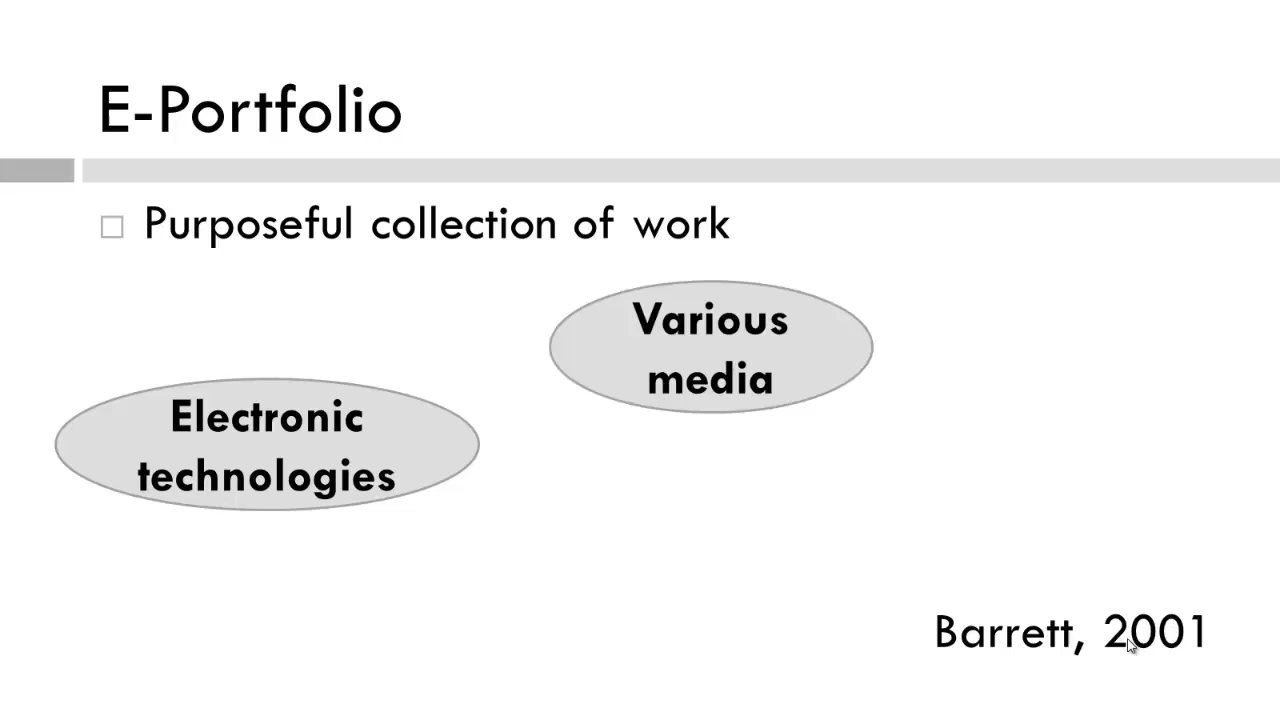 E-Portfolio
Purposeful collection of work
Various
media
Electronic
technologies
Barrett, 2001